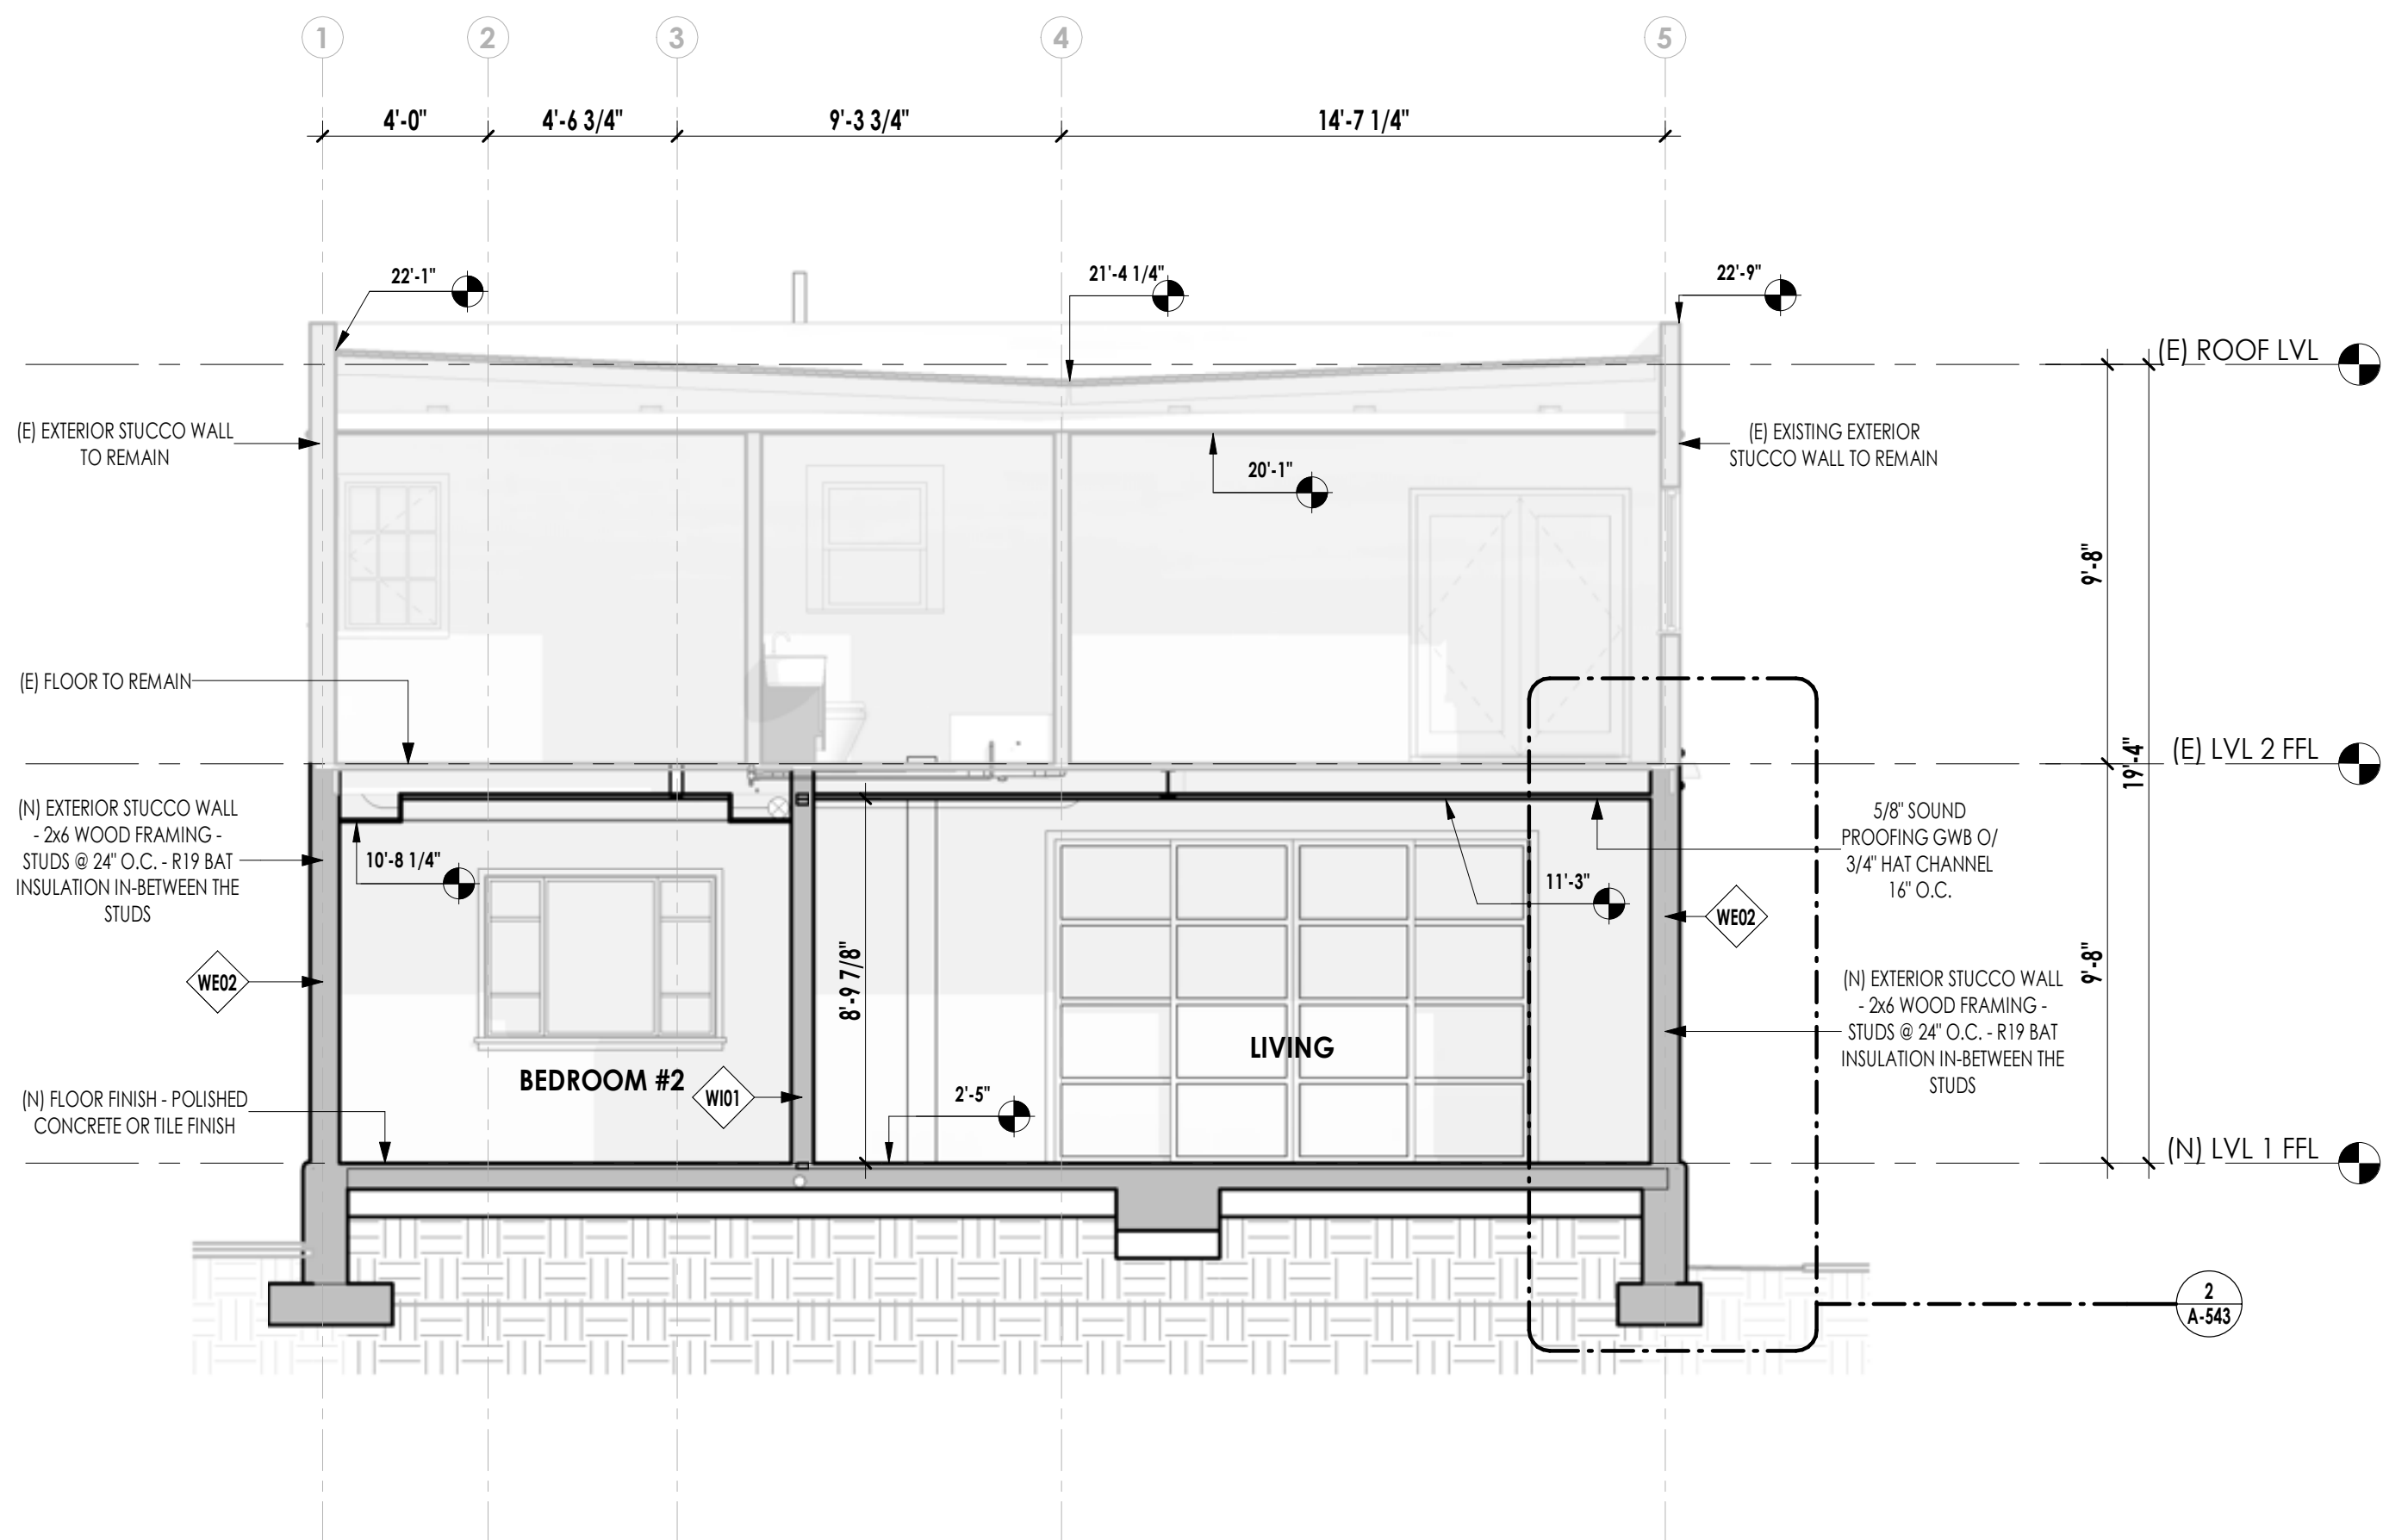 1
2
3
4
5
4'-0"
4'-6 3/4"
9'-3 3/4"
14'-7 1/4"
22'-1"
21'-4 1/4"
22'-9"
(E) ROOF LVL
(E) EXTERIOR STUCCO WALL
TO REMAIN
(E) EXISTING EXTERIOR
STUCCO WALL TO REMAIN
20'-1"
9'-8"
(E) FLOOR TO REMAIN
19'-4"
(E) LVL 2 FFL
(N) EXTERIOR STUCCO WALL
- 2x6 WOOD FRAMING -
STUDS @ 24" O.C. - R19 BAT
INSULATION IN-BETWEEN THE
STUDS
5/8" SOUND
PROOFING GWB O/
3/4" HAT CHANNEL
16" O.C.
10'-8 1/4"
11'-3"
WE02
8'-9 7/8"
9'-8"
WE02
(N) EXTERIOR STUCCO WALL
- 2x6 WOOD FRAMING -
STUDS @ 24" O.C. - R19 BAT
INSULATION IN-BETWEEN THE
STUDS
LIVING
BEDROOM #2
WI01
2'-5"
(N) FLOOR FINISH - POLISHED
CONCRETE OR TILE FINISH
(N) LVL 1 FFL
2
A-543